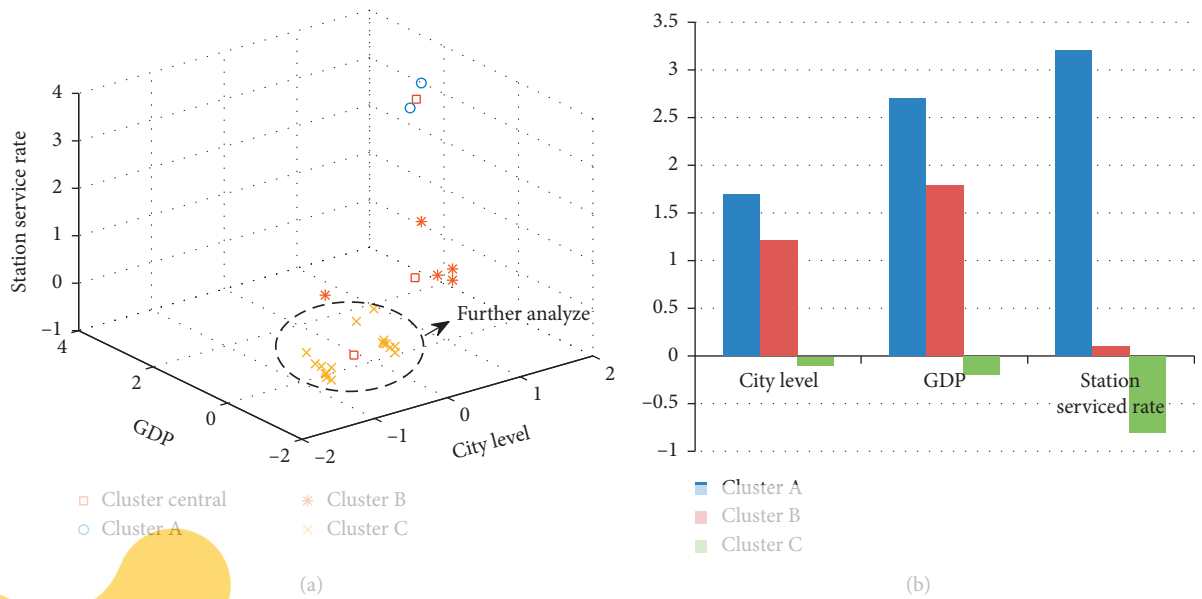 4
3
2
1
0
−1
Station service rate
4
2
0
−2
GDP
−2
−1
0
1
2
City level
Further analyze
Cluster central
Cluster A
Cluster B
Cluster C
(a)
3.5
3
2.5
2
1.5
1
0.5
0
−0.5
−1
City level
GDP
Station
serviced rate
Cluster A
Cluster B
Cluster C
(b)